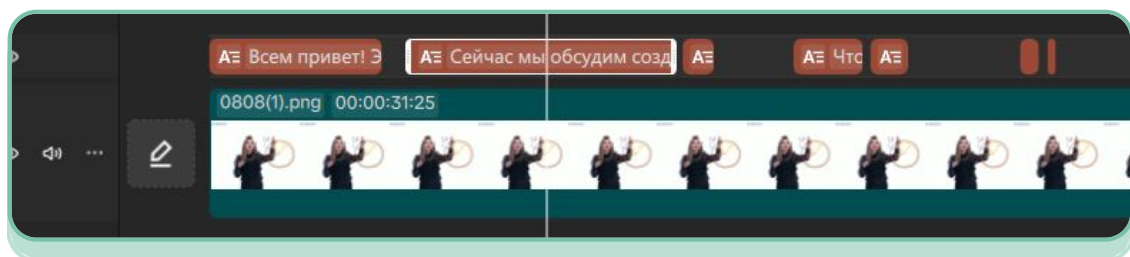 A Всем привет! Э
A Сейчас мы обсудим созд
A
A Что
A
0808(1).png 00:00:31:25